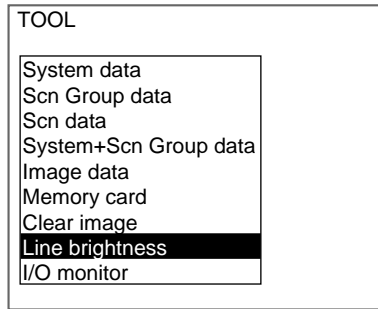 TOOL
System data
Scn Group data
Scn data
System+Scn Group data
Image data
Memory card
Clear image
Line brightness
I/O monitor